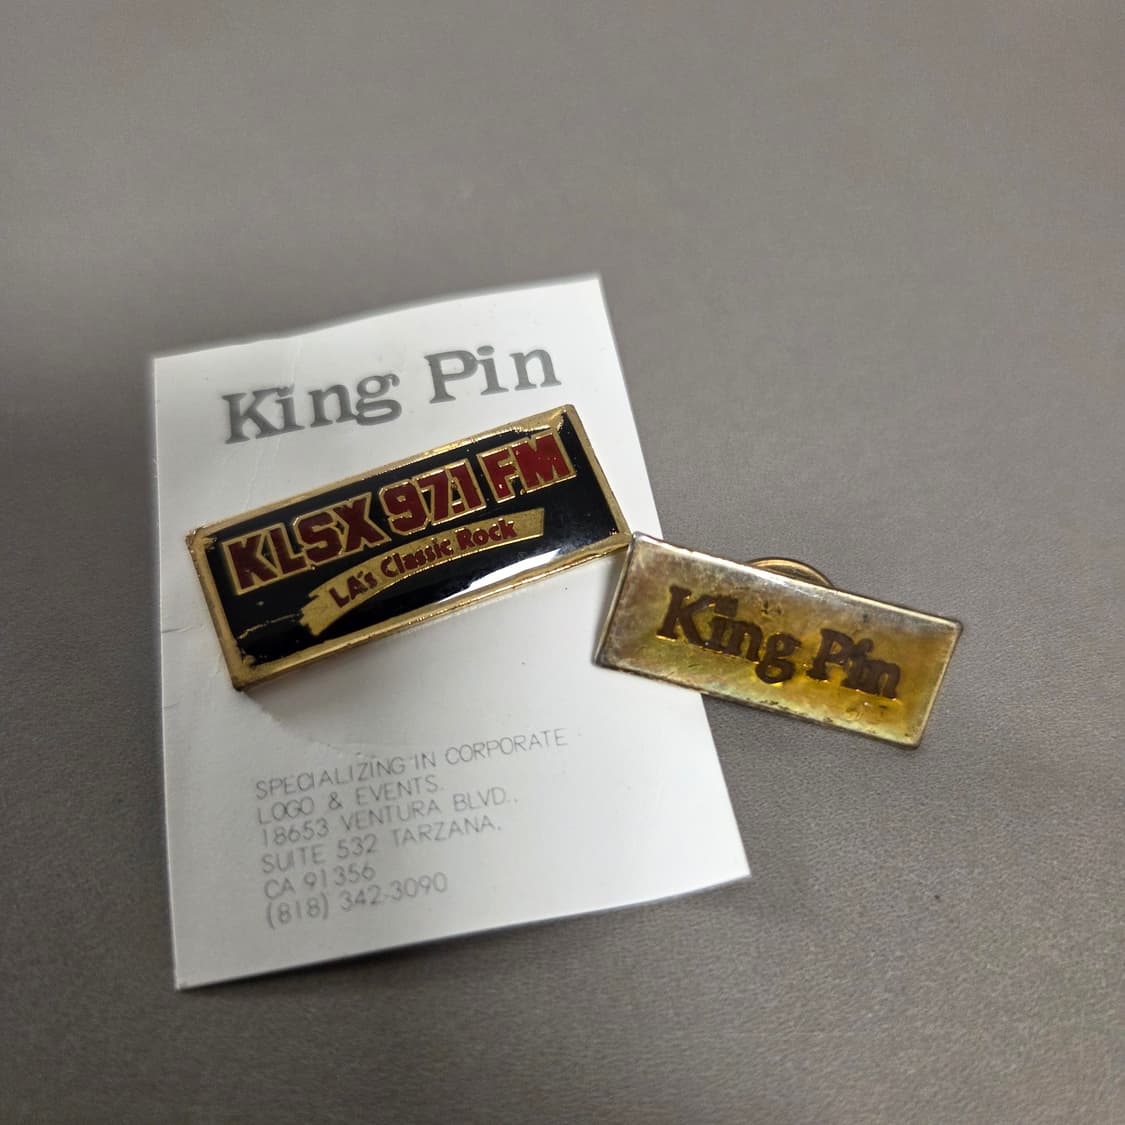 King Pin
KLSX 97.1 FM
LA's Classic Rock
King Pin
SPECIALIZING IN CORPORATE
LOGO & EVENTS.
18653 VENTURA BLVD.,
SUITE 532 TARZANA,
CA 91356
(818) 342-3090